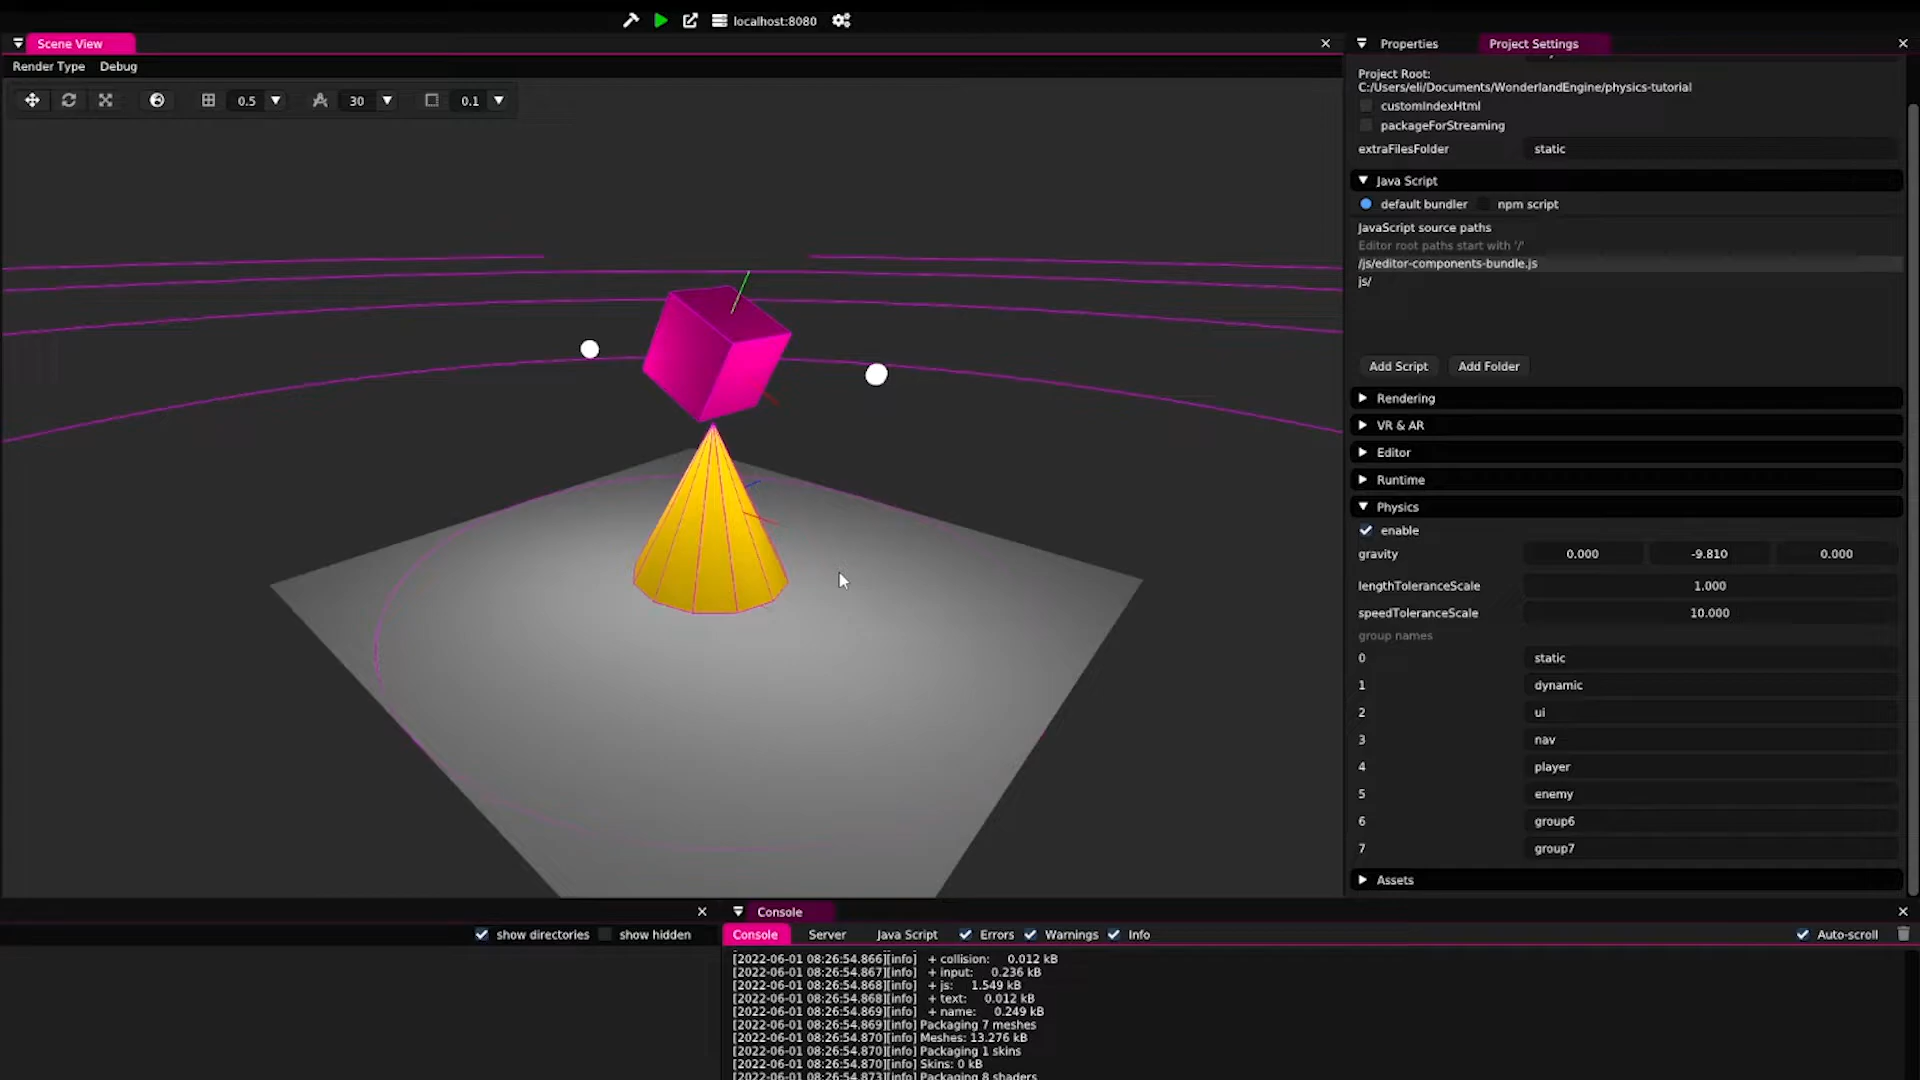 localhost:8080
Scene View
Render Type Debug
0.5 30 0.1
Properties Project Settings
Project Root:
C:/Users/eli/Documents/WonderlandEngine/physics-tutorial
customIndexHtml
packageForStreaming
extraFilesFolder static
Java Script
default bundler npm script
JavaScript source paths
Editor root paths start with '/'
/js/editor-components-bundle.js
js/
Add Script Add Folder
Rendering
VR & AR
Editor
Runtime
Physics
enable
gravity 0.000 -9.810 0.000
lengthToleranceScale 1.000
speedToleranceScale 10.000
group names
0 static
1 dynamic
2 ui
3 nav
4 player
5 enemy
6 group6
7 group7
Assets
show directories show hidden
Console
Console Server Java Script Errors Warnings Info Auto-scroll
[2022-06-01 08:26:54.866][info] + collision: 0.012 kB
[2022-06-01 08:26:54.867][info] + input: 0.236 kB
[2022-06-01 08:26:54.868][info] + js: 1.549 kB
[2022-06-01 08:26:54.868][info] + text: 0.012 kB
[2022-06-01 08:26:54.869][info] + name: 0.249 kB
[2022-06-01 08:26:54.869][info] Packaging 7 meshes
[2022-06-01 08:26:54.870][info] Meshes: 13.276 kB
[2022-06-01 08:26:54.870][info] Packaging 1 skins
[2022-06-01 08:26:54.870][info] Skins: 0 kB
[2022-06-01 08:26:54.873][info] Packaging 8 shaders